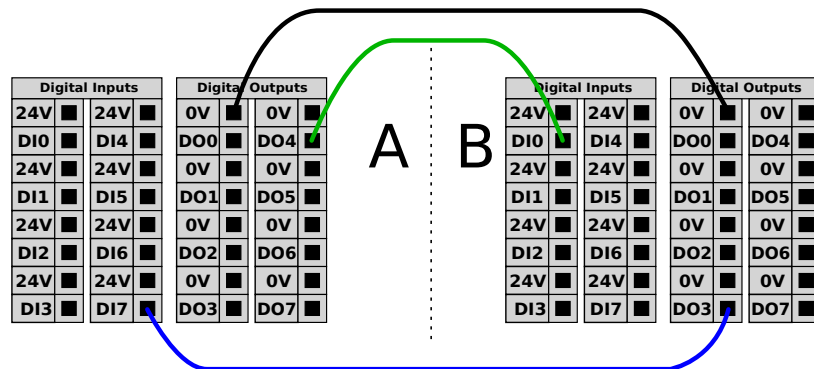 Digital Inputs Digital Outputs A B Digital Inputs Digital Outputs
24V 24V 0V 0V 24V 24V 0V 0V
DI0 DI4 DO0 DO4 DI0 DI4 DO0 DO4
24V 24V 0V 0V 24V 24V 0V 0V
DI1 DI5 DO1 DO5 DI1 DI5 DO1 DO5
24V 24V 0V 0V 24V 24V 0V 0V
DI2 DI6 DO2 DO6 DI2 DI6 DO2 DO6
24V 24V 0V 0V 24V 24V 0V 0V
DI3 DI7 DO3 DO7 DI3 DI7 DO3 DO7